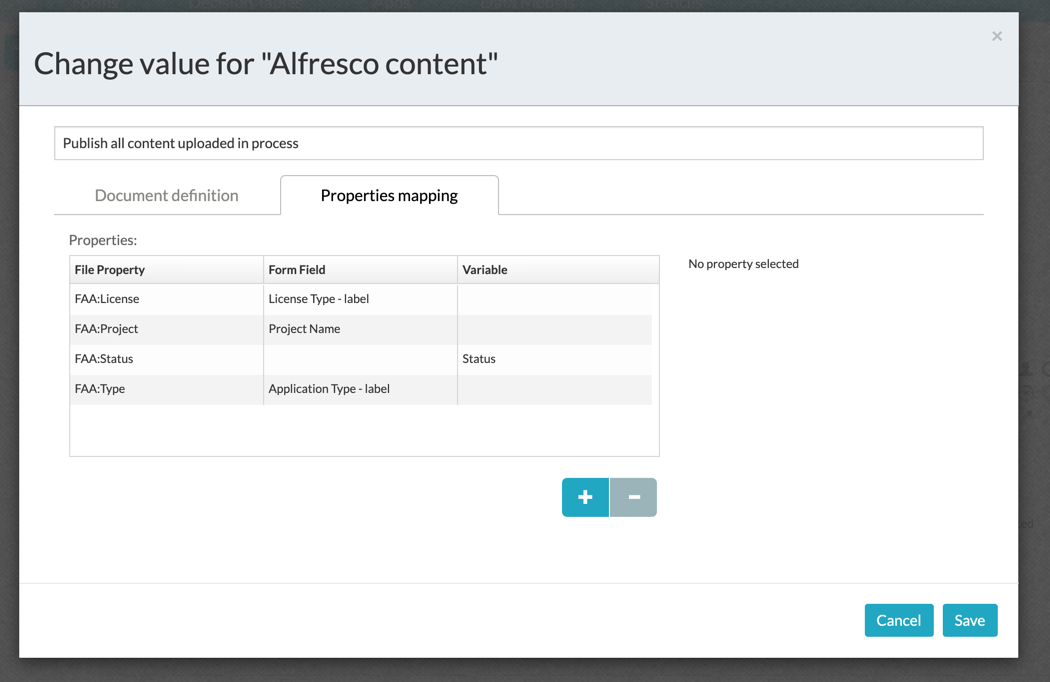 ×
Change value for "Alfresco content"
Publish all content uploaded in process
Document definition Properties mapping
Properties:
File Property Form Field Variable
No property selected
FAA:License License Type - label
FAA:Project Project Name
FAA:Status Status
FAA:Type Application Type - label
+ −
Cancel Save